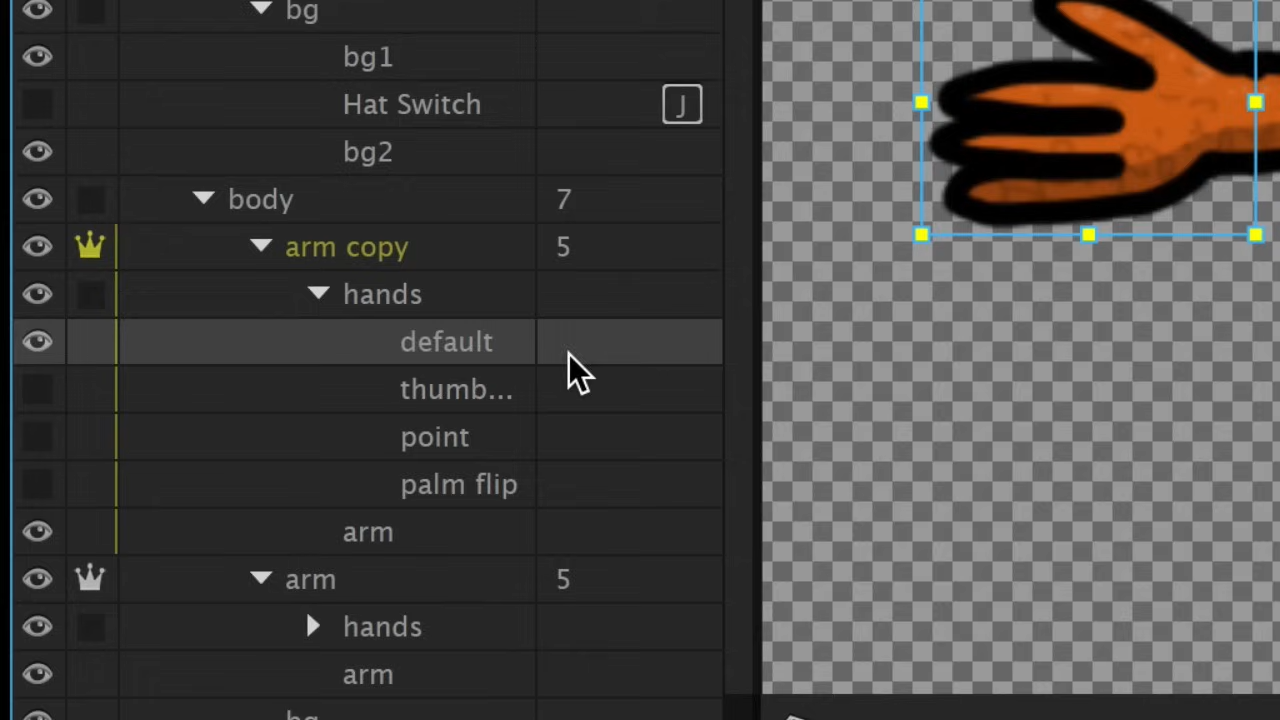 bg
bg1
Hat Switch J
bg2
body 7
arm copy 5
hands
default
thumb...
point
palm flip
arm
arm 5
hands
arm